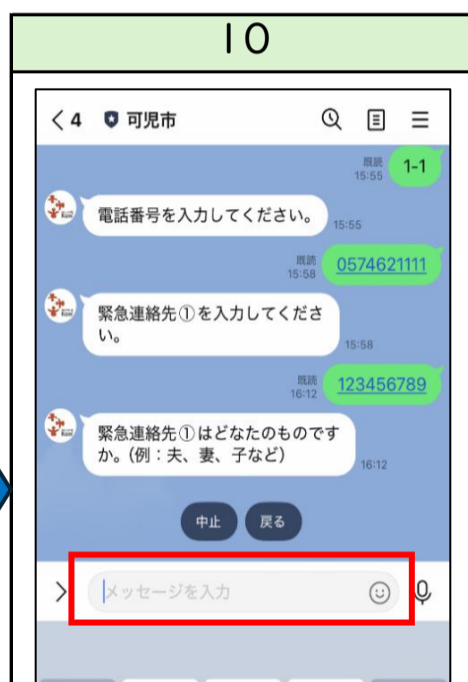 10
4 可児市
既読
15:55
1-1
電話番号を入力してください。
15:55
既読
15:58
0574621111
緊急連絡先①を入力してくださ
い。
15:58
既読
16:12
123456789
緊急連絡先①はどなたのものです
か。(例：夫、妻、子など)
16:12
中止 戻る
メッセージを入力